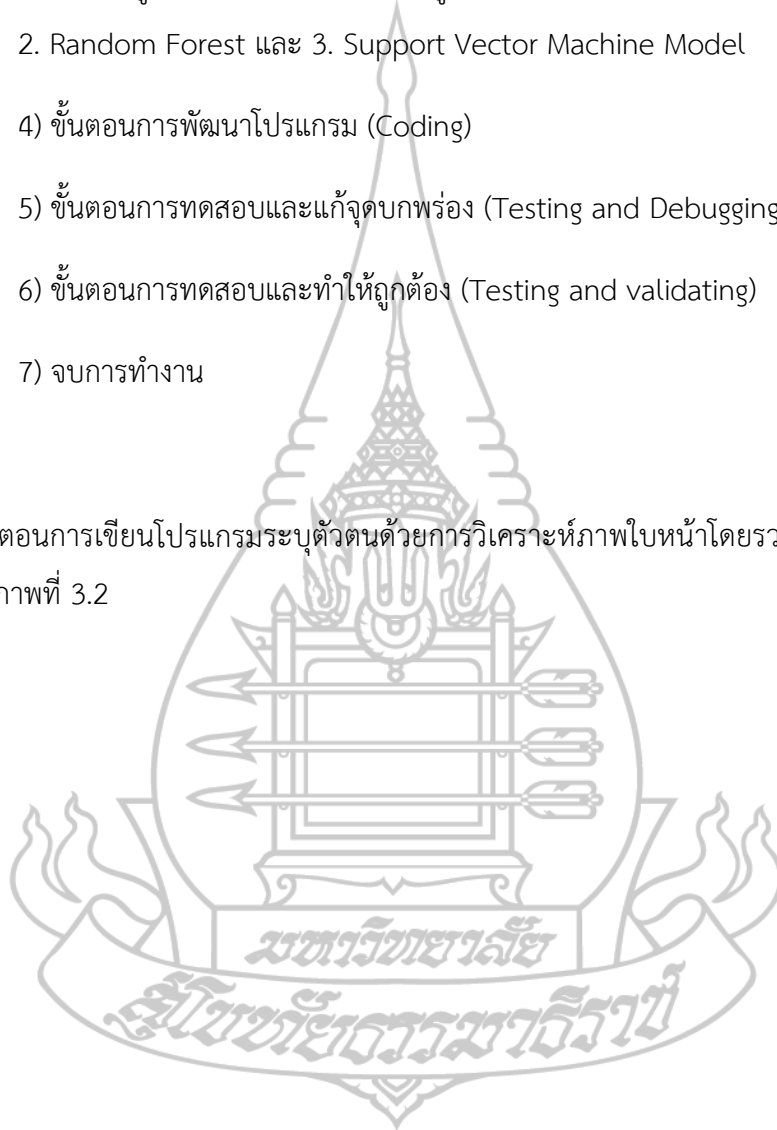 2. Random Forest และ 3. Support Vector Machine Model
4) ขั้นตอนการพัฒนาโปรแกรม (Coding)
5) ขั้นตอนการทดสอบและแก้จุดบกพร่อง (Testing and Debugging
6) ขั้นตอนการทดสอบและทำให้ถูกต้อง (Testing and validating)
7) จบการทำงาน
ตอนการเขียนโปรแกรมระบุตัวตนด้วยการวิเคราะห์ภาพใบหน้าโดยรว
าพที่ 3.2
มหาวิทยาลัย
สุโขทัยธรรมาธิราช